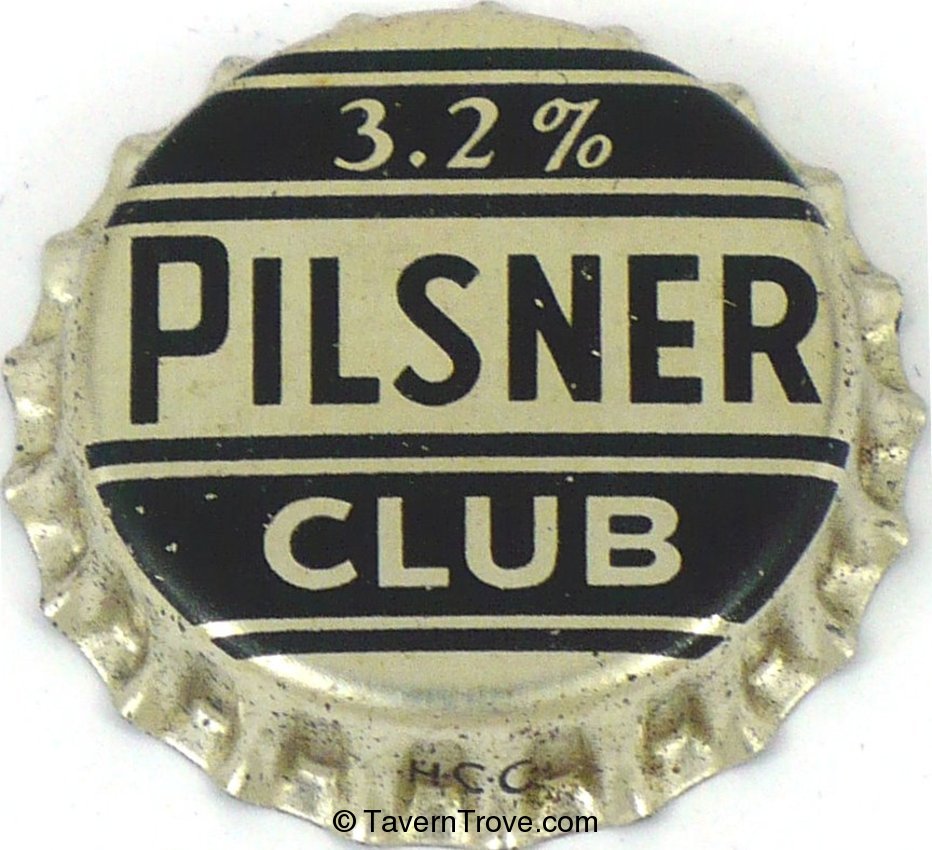 3.2%
PILSNER
CLUB
H.C.C.
© TavernTrove.com